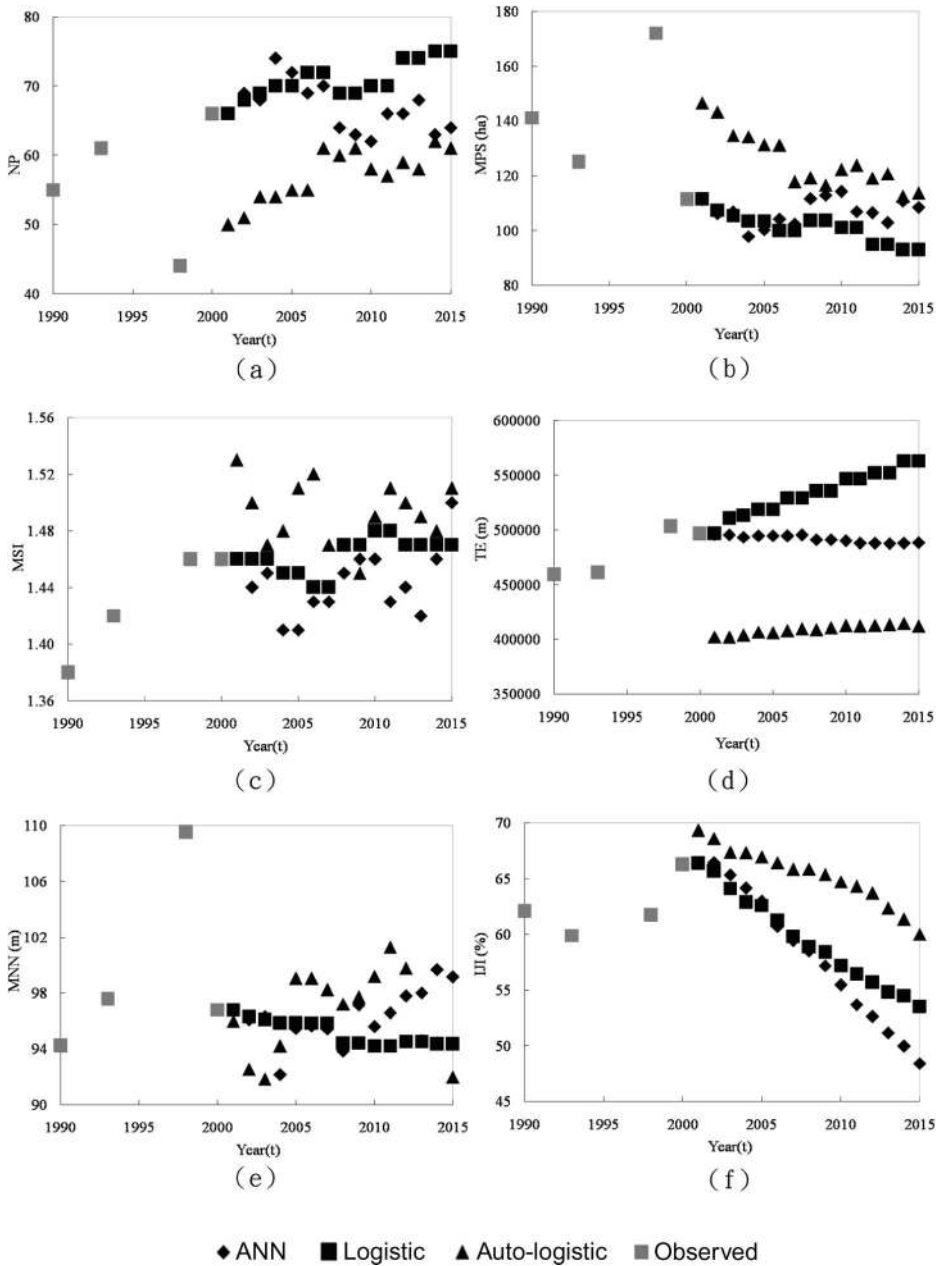 80
70
60
50
40
NP
1990 1995 2000 2005 2010 2015
Year(t)
(a)
180
160
140
120
100
80
MPS (ha)
1990 1995 2000 2005 2010 2015
Year(t)
(b)
1.56
1.52
1.48
1.44
1.40
1.36
MSI
1990 1995 2000 2005 2010 2015
Year(t)
(c)
600000
550000
500000
450000
400000
350000
TE (m)
1990 1995 2000 2005 2010 2015
Year(t)
(d)
110
106
102
98
94
90
MNN (m)
1990 1995 2000 2005 2010 2015
Year(t)
(e)
70
65
60
55
50
45
IJI (%)
1990 1995 2000 2005 2010 2015
Year(t)
(f)
ANN Logistic Auto-logistic Observed